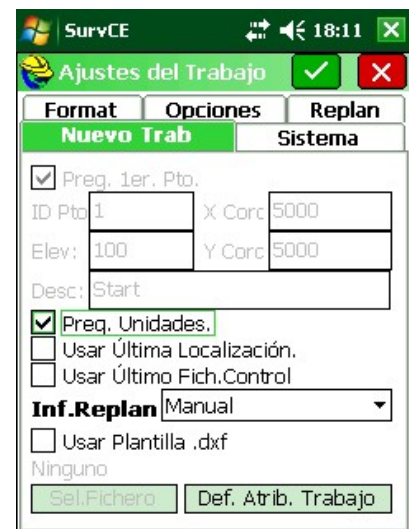 SurvCE 18:11
Ajustes del Trabajo
Format Opciones Replan
Nuevo Trab Sistema
Preg. 1er. Pto.
ID Pto 1 X Corc 5000
Elev: 100 Y Corc 5000
Desc: Start
Preg. Unidades.
Usar Última Localización.
Usar Último Fich.Control
Inf.Replan Manual
Usar Plantilla .dxf
Ninguno
Sel.Fichero Def. Atrib. Trabajo